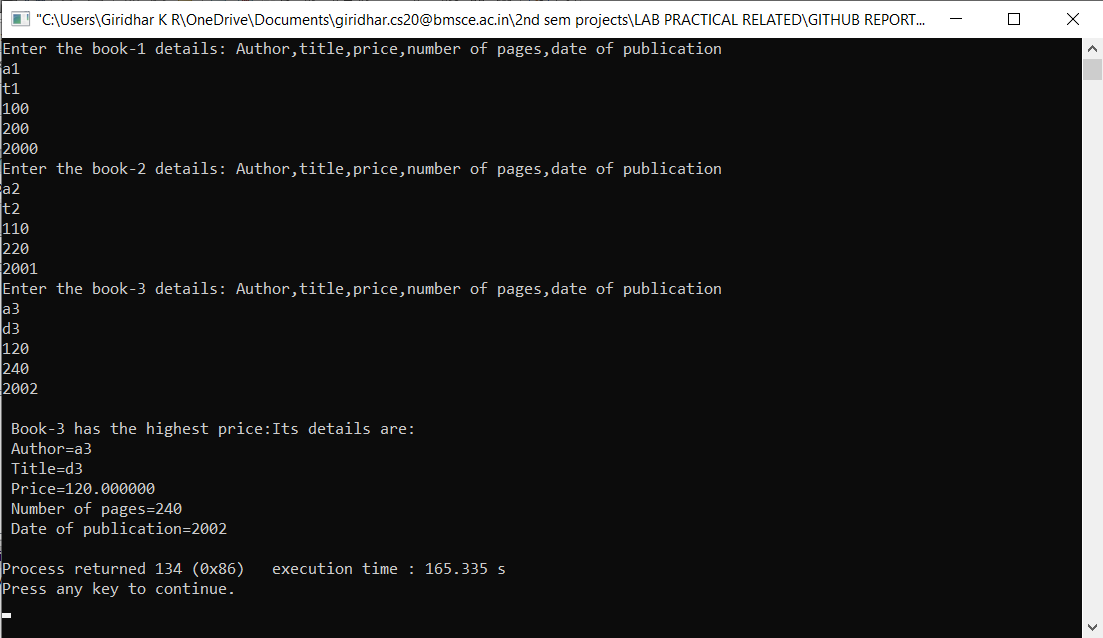 "C:\Users\Giridhar K R\OneDrive\Documents\giridhar.cs20@bmsce.ac.in\2nd sem projects\LAB PRACTICAL RELATED\GITHUB REPORT...
Enter the book-1 details: Author,title,price,number of pages,date of publication
a1
t1
100
200
2000
Enter the book-2 details: Author,title,price,number of pages,date of publication
a2
t2
110
220
2001
Enter the book-3 details: Author,title,price,number of pages,date of publication
a3
d3
120
240
2002
Book-3 has the highest price:Its details are:
Author=a3
Title=d3
Price=120.000000
Number of pages=240
Date of publication=2002
Process returned 134 (0x86)   execution time : 165.335 s
Press any key to continue.